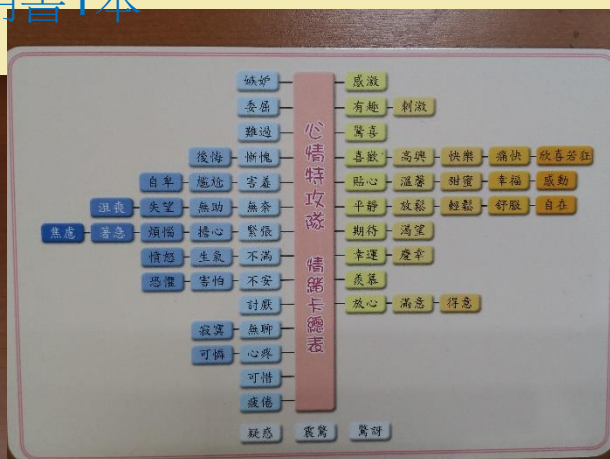 明書1本
嫉妒 感激
委屈 有趣 刺激
難過 驚喜
後悔 慚愧 喜歡 高興 快樂 痛快 欣喜若狂
自卑 尷尬 害羞 貼心 溫馨 甜蜜 幸福 感動
沮喪 失望 無助 無奈 平靜 放鬆 輕鬆 舒服 自在
焦慮 著急 煩惱 擔心 緊張 期待 渴望
憤怒 生氣 不滿 幸運 慶幸
恐懼 害怕 不安 羨慕
討厭 放心 滿意 得意
寂寞 無聊
可憐 心疼
可惜
疲倦
疑惑 震驚 驚訝
心情特攻隊 情緒卡總表